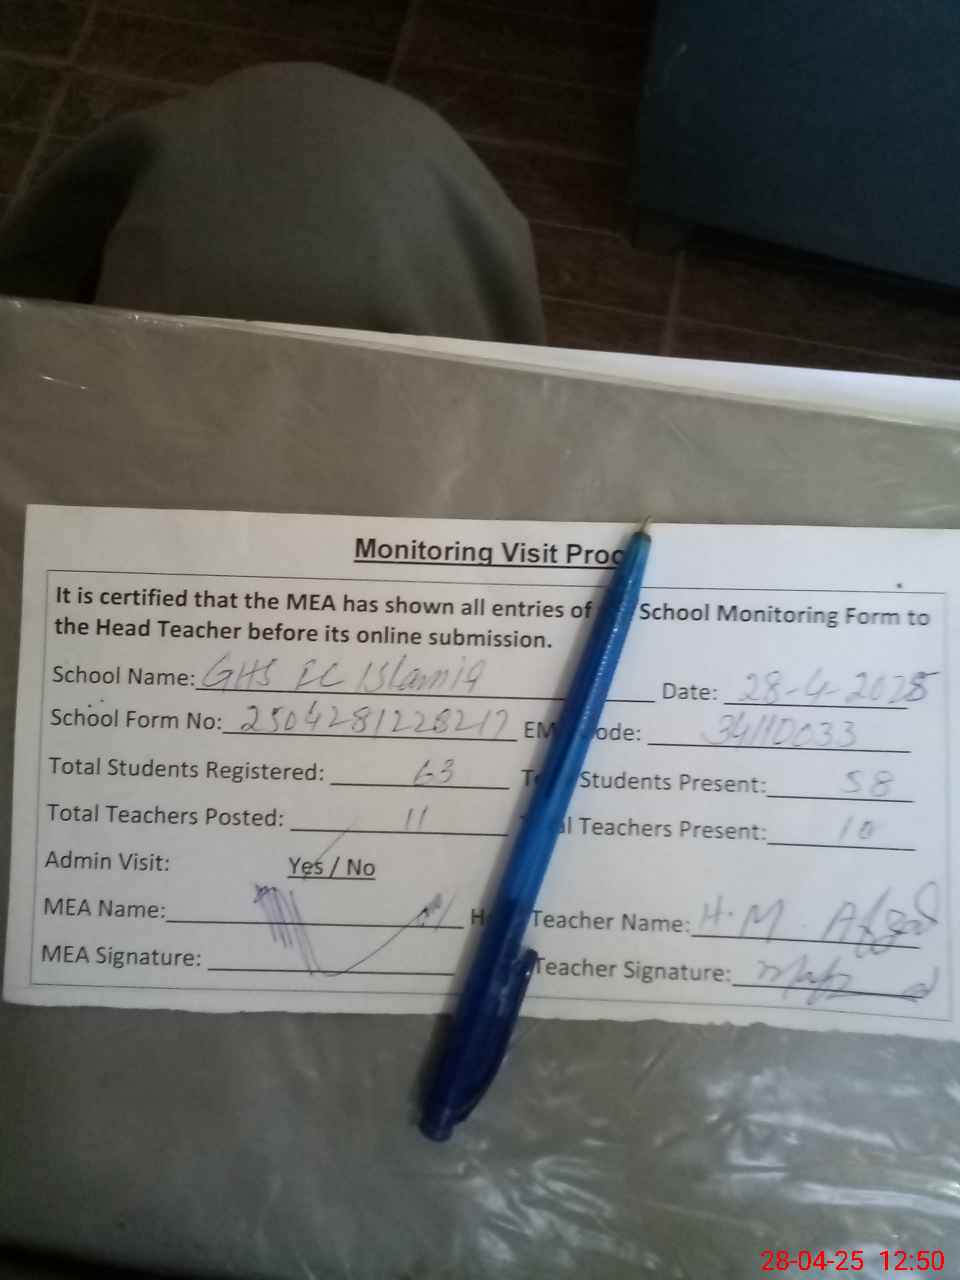 Monitoring Visit Proo
It is certified that the MEA has shown all entries of School Monitoring Form to
the Head Teacher before its online submission.
School Name: GHS EC Islamia Date: 28-4-2025
School Form No: 2504281228217 EM ode: 34110033
Total Students Registered: 63 To Students Present: 58
Total Teachers Posted: 11 al Teachers Present: 10
Admin Visit: Yes / No
MEA Name: H Teacher Name: H.M. Afzal
MEA Signature: Teacher Signature:
28-04-25 12:50